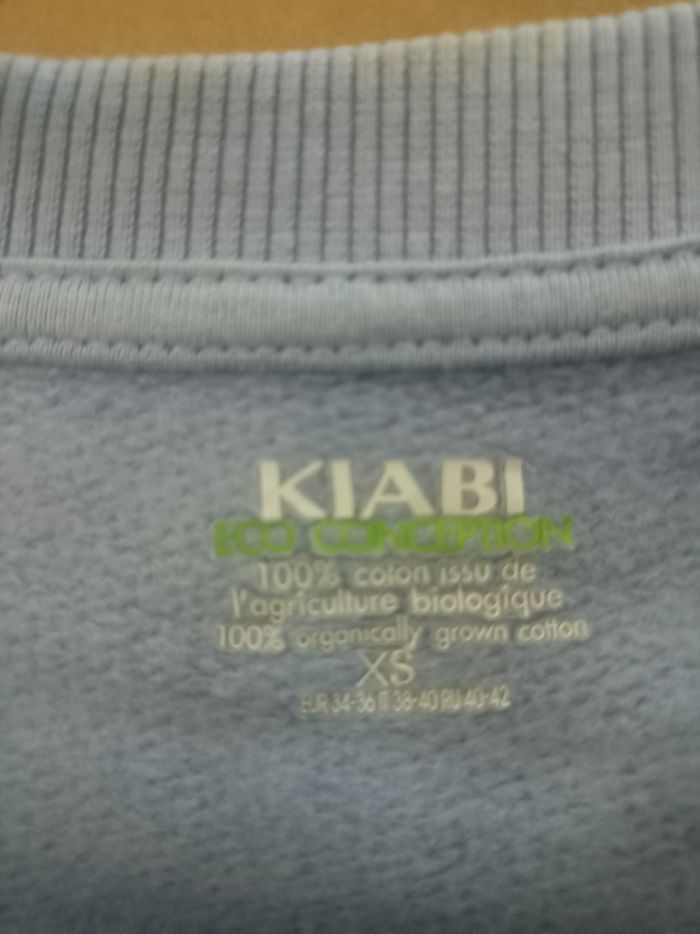 KIABI
ECO CONCEPTION
100% coton issu de
l'agriculture biologique
100% organically grown cotton
XS
EUR 34-36 IT 38-40 RU 40-42